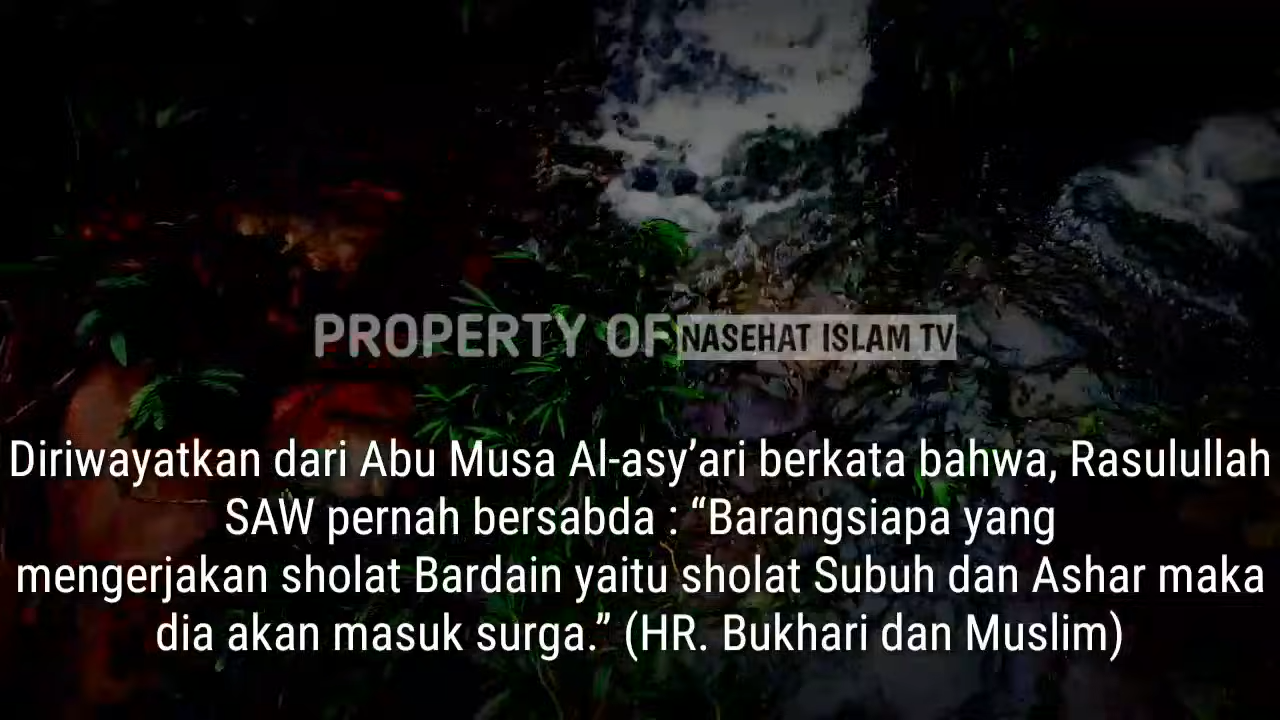 PROPERTY OF NASEHAT ISLAM TV
Diriwayatkan dari Abu Musa Al-asy’ari berkata bahwa, Rasulullah
SAW pernah bersabda : “Barangsiapa yang
mengerjakan sholat Bardain yaitu sholat Subuh dan Ashar maka
dia akan masuk surga.” (HR. Bukhari dan Muslim)